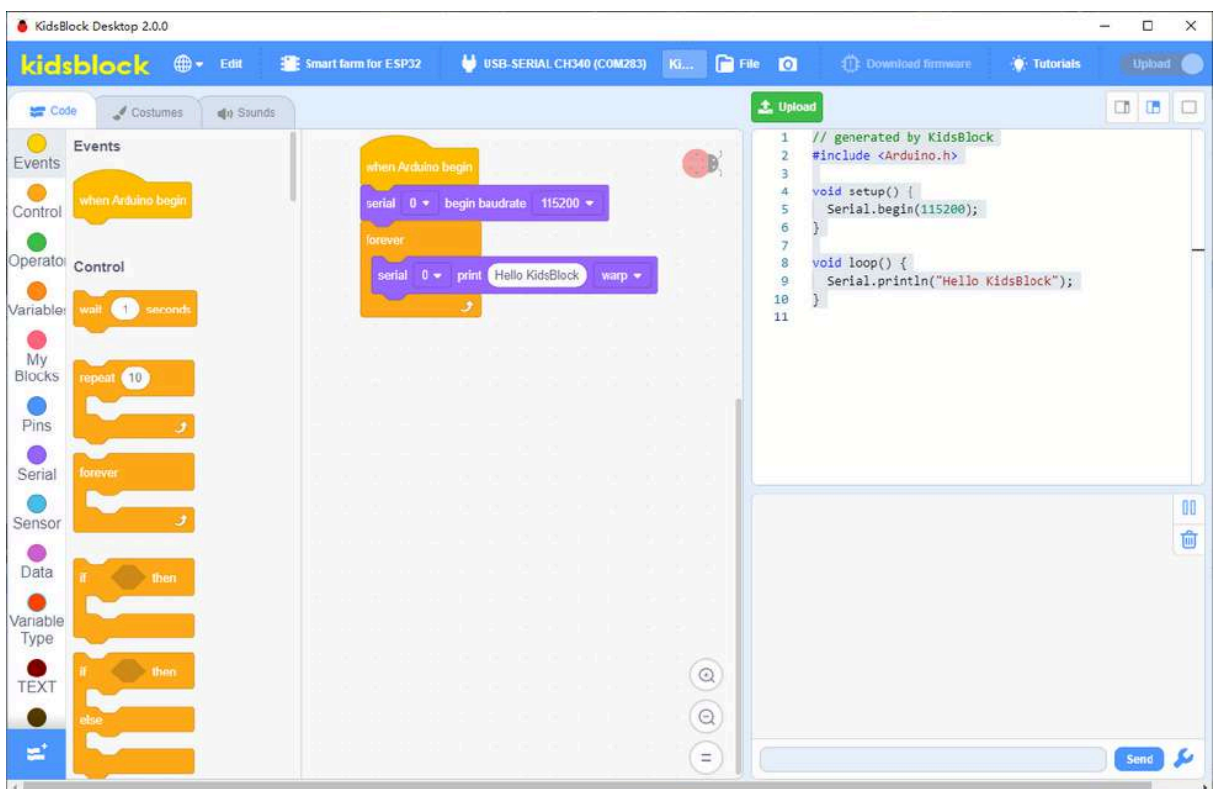 KidsBlock Desktop 2.0.0
kidsblock Edit Smart farm for ESP32 USB-SERIAL CH340 (COM283) Ki... File Download firmware Tutorials Upload
Code Costumes Sounds
Upload
Events
Control
Operato
Variable
My
Blocks
Pins
Serial
Sensor
Data
Variable
Type
TEXT
Events
when Arduino begin
Control
wait 1 seconds
repeat 10
forever
if then
if then
else
when Arduino begin
serial 0 begin baudrate 115200
forever
serial 0 print Hello KidsBlock warp
1 // generated by KidsBlock
2 #include <Arduino.h>
3
4 void setup() {
5 Serial.begin(115200);
6 }
7
8 void loop() {
9 Serial.println("Hello KidsBlock");
10 }
11
Send